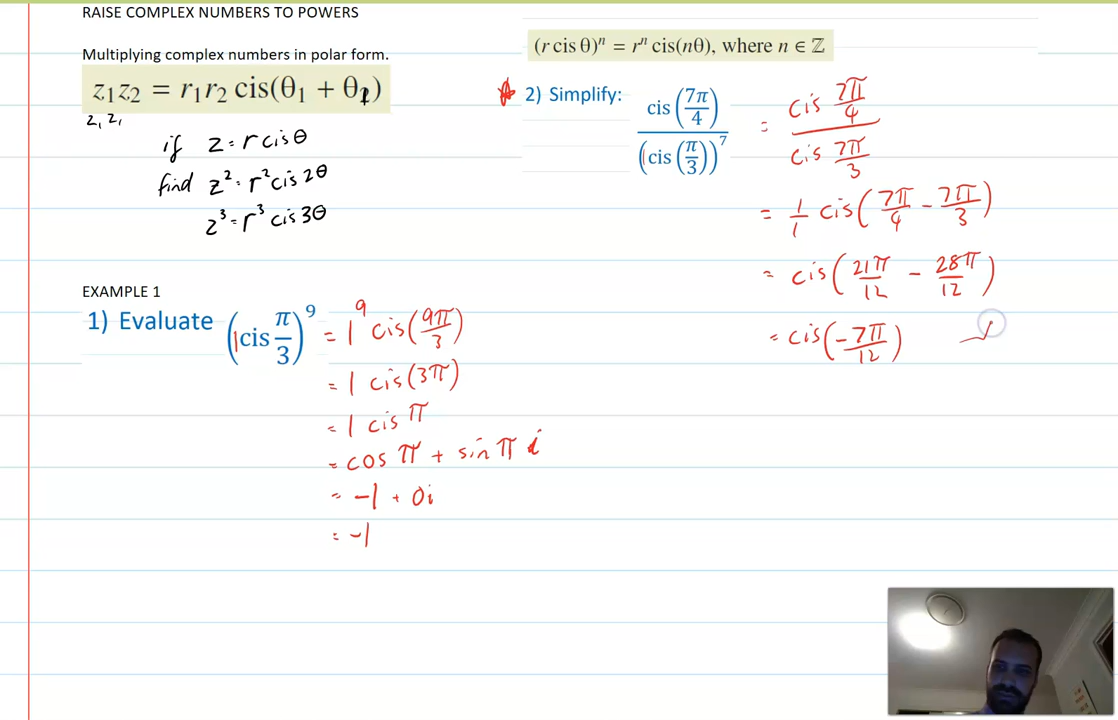 RAISE COMPLEX NUMBERS TO POWERS
Multiplying complex numbers in polar form.
z₁z₂ = r₁r₂ cis(θ₁ + θ₂)
z₁ z₁
if z = r cis θ
find z² = r² cis 2θ
z³ = r³ cis 3θ
EXAMPLE 1
1) Evaluate (1cis π/3)⁹ = 1⁹ cis(9π/3)
= 1 cis(3π)
= 1 cis π
= cos π + sin π i
= -1 + 0i
= -1
(r cis θ)ⁿ = rⁿ cis(nθ), where n ∈ ℤ
2) Simplify: cis(7π/4) / (1cis(π/3))⁷ = cis 7π/4 / cis 7π/3
= 1/1 cis(7π/4 - 7π/3)
= cis(21π/12 - 28π/12)
= cis(-7π/12)